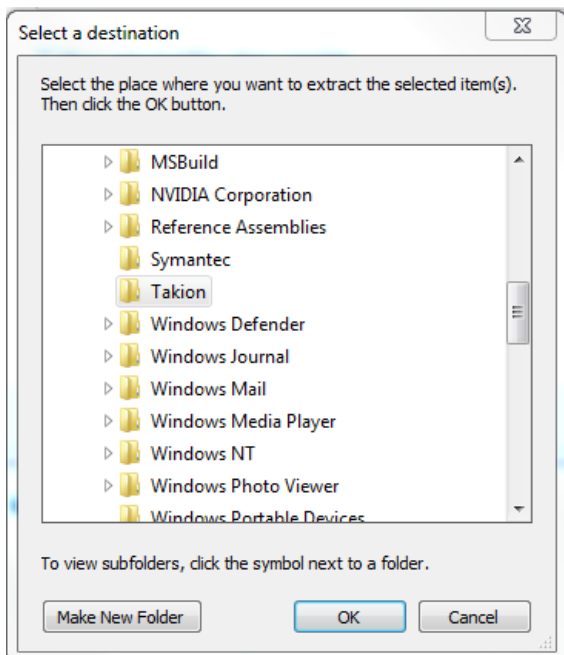 Select a destination
Select the place where you want to extract the selected item(s).
Then click the OK button.
MSBuild
NVIDIA Corporation
Reference Assemblies
Symantec
Takion
Windows Defender
Windows Journal
Windows Mail
Windows Media Player
Windows NT
Windows Photo Viewer
Windows Portable Devices
To view subfolders, click the symbol next to a folder.
Make New Folder
OK
Cancel